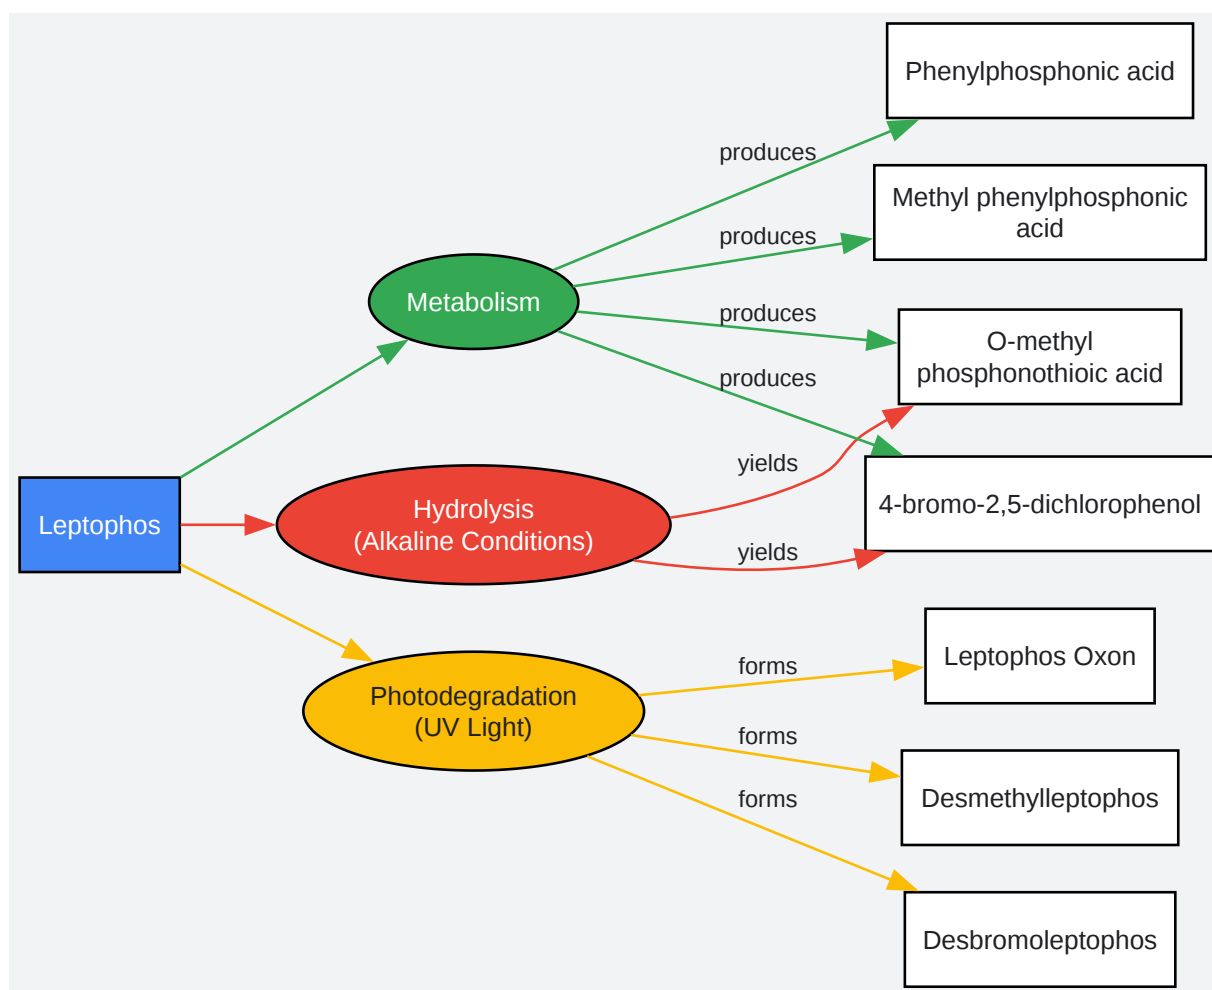 Phenylphosphonic acid
produces
Methyl phenylphosphonic
acid
produces
Metabolism
produces
O-methyl
phosphonothioic acid
produces
yields
4-bromo-2,5-dichlorophenol
Leptophos
Hydrolysis
(Alkaline Conditions)
yields
Leptophos Oxon
forms
Photodegradation
(UV Light)
forms
Desmethylleptophos
forms
Desbromoleptophos